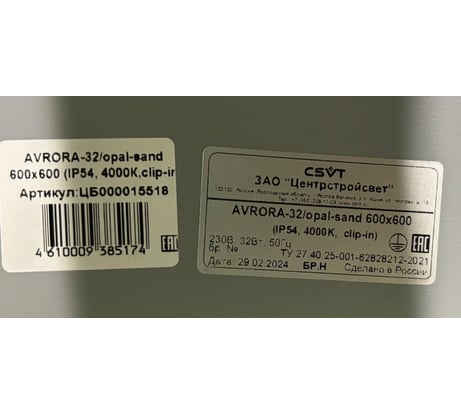 AVRORA-32/opal-sand
600x600 (IP54, 4000K,clip-in
Артикул:ЦБ000015518
4 610009 385174
EAC
CSVT
ЗАО "Центрстройсвет"
AVRORA-32/opal-sand 600x600
(IP54, 4000K, clip-in)
230В, 32Вт, 50Гц
ТУ 27.40.25-001-62828212-2021
бр. №
Дата: 29.02.2024 БР.Н Сделано в России
EAC